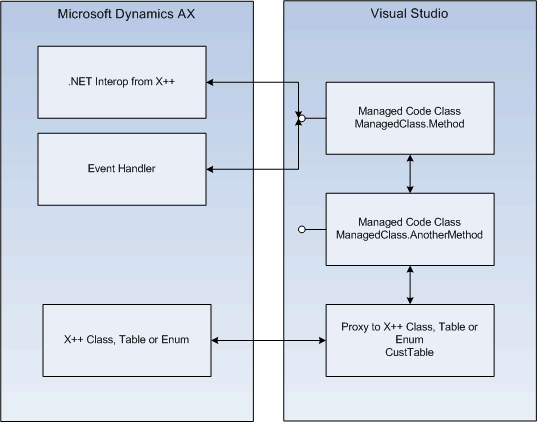 Microsoft Dynamics AX
Visual Studio
.NET Interop from X++
Managed Code Class
ManagedClass.Method
Event Handler
Managed Code Class
ManagedClass.AnotherMethod
X++ Class, Table or Enum
Proxy to X++ Class, Table or
Enum
CustTable